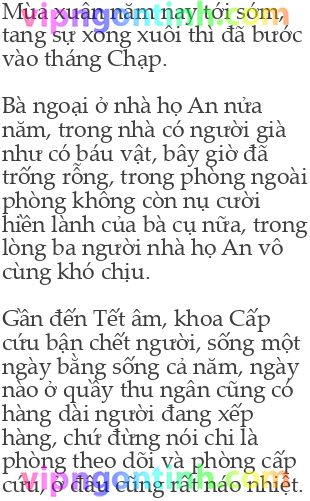 Mùa xuân năm nay tới sớm,
tang sự xong xuôi thì đã bước
vào tháng Chạp.
Bà ngoại ở nhà họ An nửa
năm, trong nhà có người già
như có báu vật, bây giờ đã
trống rỗng, trong phòng ngoài
phòng không còn nụ cười
hiền lành của bà cụ nữa, trong
lòng ba người nhà họ An vô
cùng khó chịu.
Gần đến Tết âm, khoa Cấp
cứu bận chết người, sống một
ngày bằng sống cả năm, ngày
nào ở quầy thu ngân cũng có
hàng dài người đang xếp
hàng, chứ đừng nói chi là
phòng theo dõi và phòng cấp
cứu, ở đâu cũng rất náo nhiệt.
vipngontinh.com
vipngontinh.com